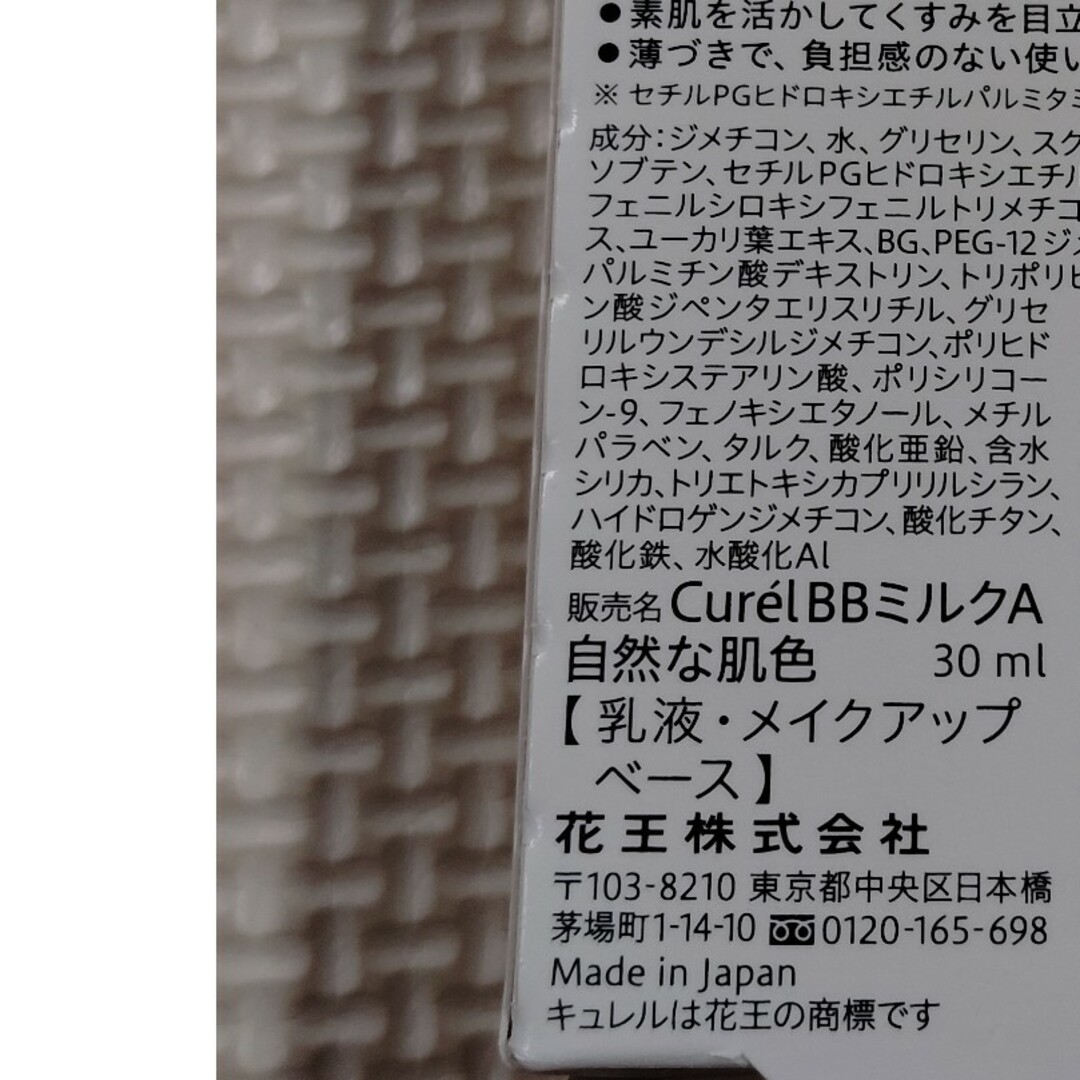 ●素肌を活かしてくすみを目立
●薄づきで、負担感のない使い
※ セチルPGヒドロキシエチルパルミタミ
成分：ジメチコン、水、グリセリン、スク
ソブテン、セチルPGヒドロキシエチル
フェニルシロキシフェニルトリメチコ
ス、ユーカリ葉エキス、BG、PEG-12ジメ
パルミチン酸デキストリン、トリポリヒ
ン酸ジペンタエリスリチル、グリセ
リルウンデシルジメチコン、ポリヒド
ロキシステアリン酸、ポリシリコー
ン-9、フェノキシエタノール、メチル
パラベン、タルク、酸化亜鉛、含水
シリカ、トリエトキシカプリリルシラン、
ハイドロゲンジメチコン、酸化チタン、
酸化鉄、水酸化Al
販売名 Curél BBミルクA
自然な肌色 30 ml
【乳液・メイクアップ
ベース】
花王株式会社
〒103-8210 東京都中央区日本橋
茅場町1-14-10 0120-165-698
Made in Japan
キュレルは花王の商標です